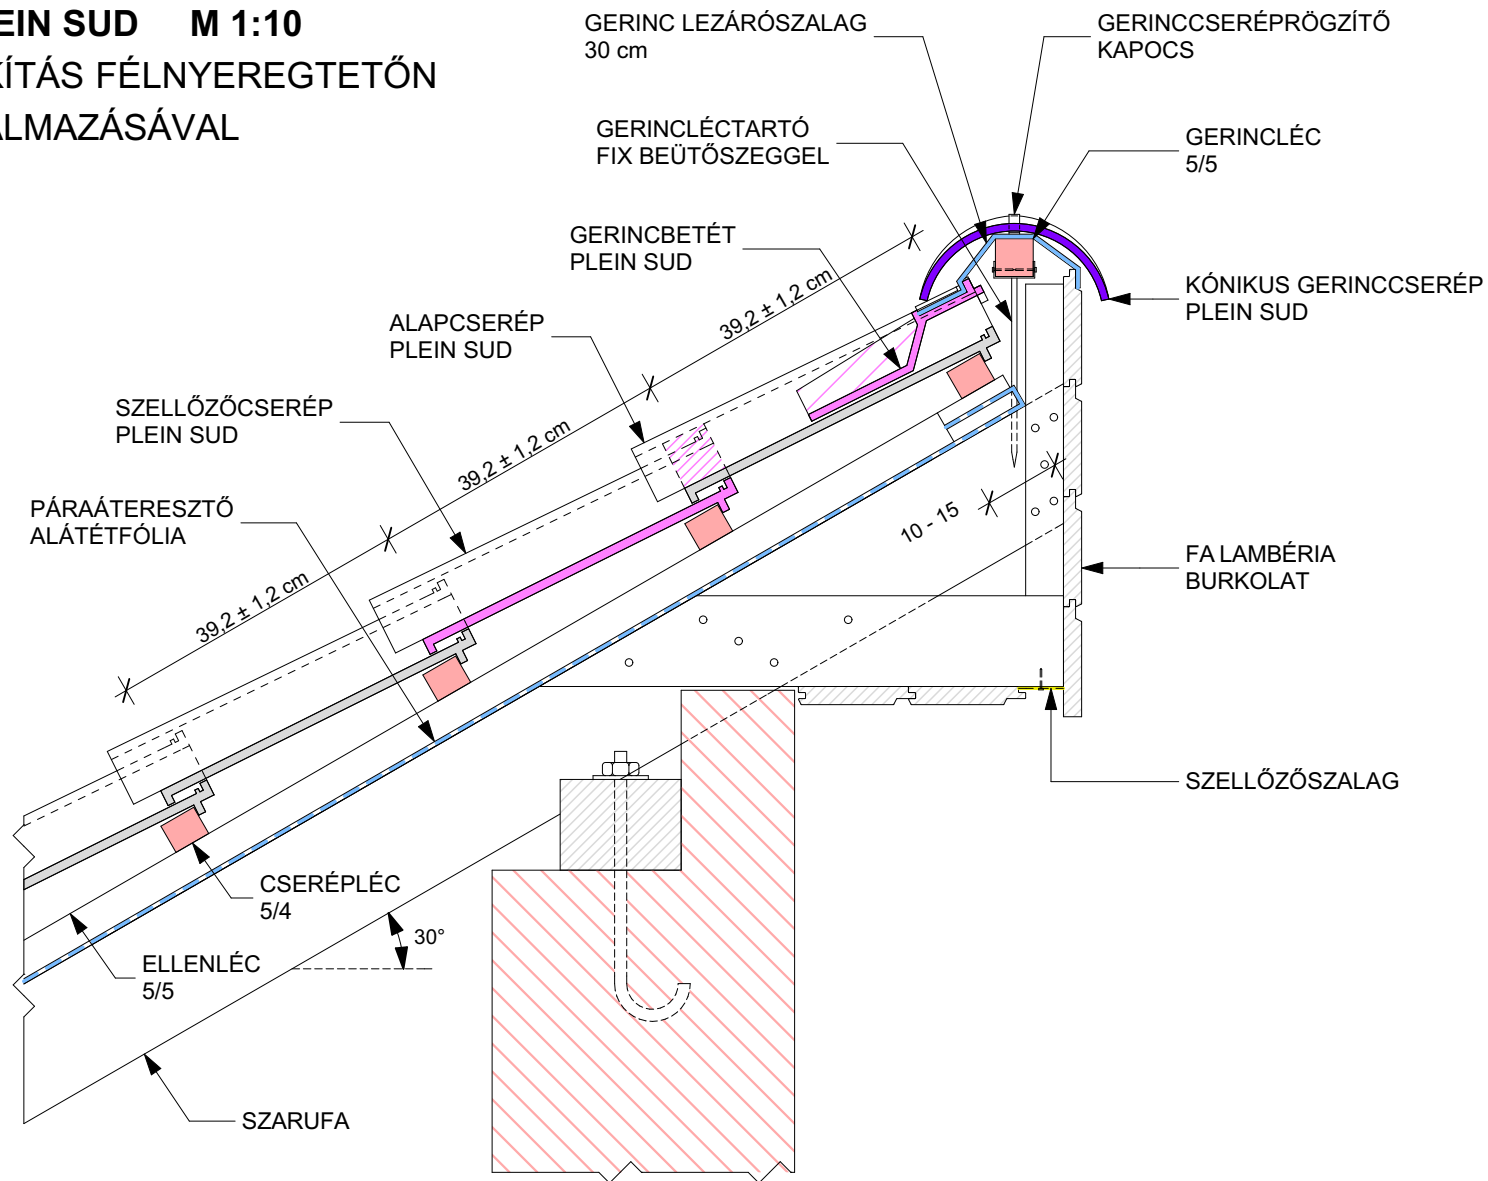 EIN SUD M 1:10
KÍTÁS FÉLNYEREGTETŐN
ALMAZÁSÁVAL
GERINC LEZÁRÓSZALAG
30 cm
GERINCCSERÉPRÖGZÍTŐ
KAPOCS
GERINCLÉCTARTÓ
FIX BEÜTŐSZEGGEL
GERINCLÉC
5/5
GERINCBETÉT
PLEIN SUD
KÓNIKUS GERINCCSERÉP
PLEIN SUD
ALAPCSERÉP
PLEIN SUD
39,2 ± 1,2 cm
SZELLŐZŐCSERÉP
PLEIN SUD
39,2 ± 1,2 cm
PÁRAÁTERESZTŐ
ALÁTÉTFÓLIA
10 - 15
FA LAMBÉRIA
BURKOLAT
39,2 ± 1,2 cm
SZELLŐZŐSZALAG
CSERÉPLÉC
5/4
30°
ELLENLÉC
5/5
SZARUFA